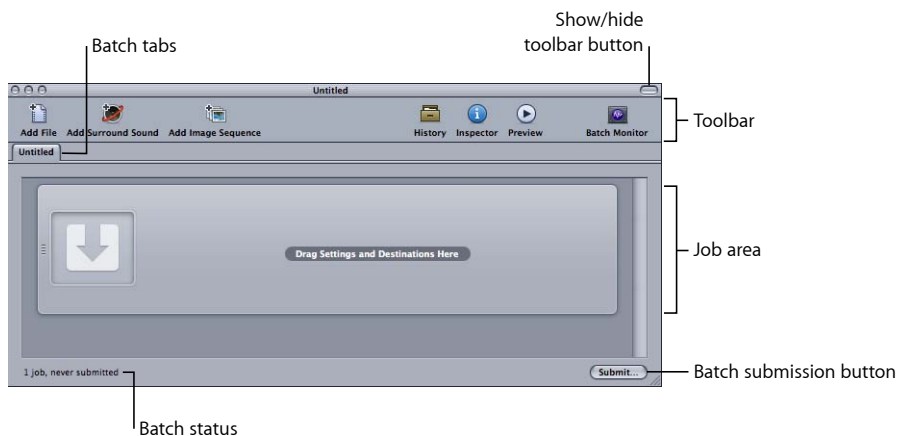 Show/hide
toolbar button
Batch tabs
Untitled
Add File Add Surround Sound Add Image Sequence History Inspector Preview Batch Monitor
Toolbar
Untitled
Drag Settings and Destinations Here
Job area
1 job, never submitted
Submit...
Batch submission button
Batch status